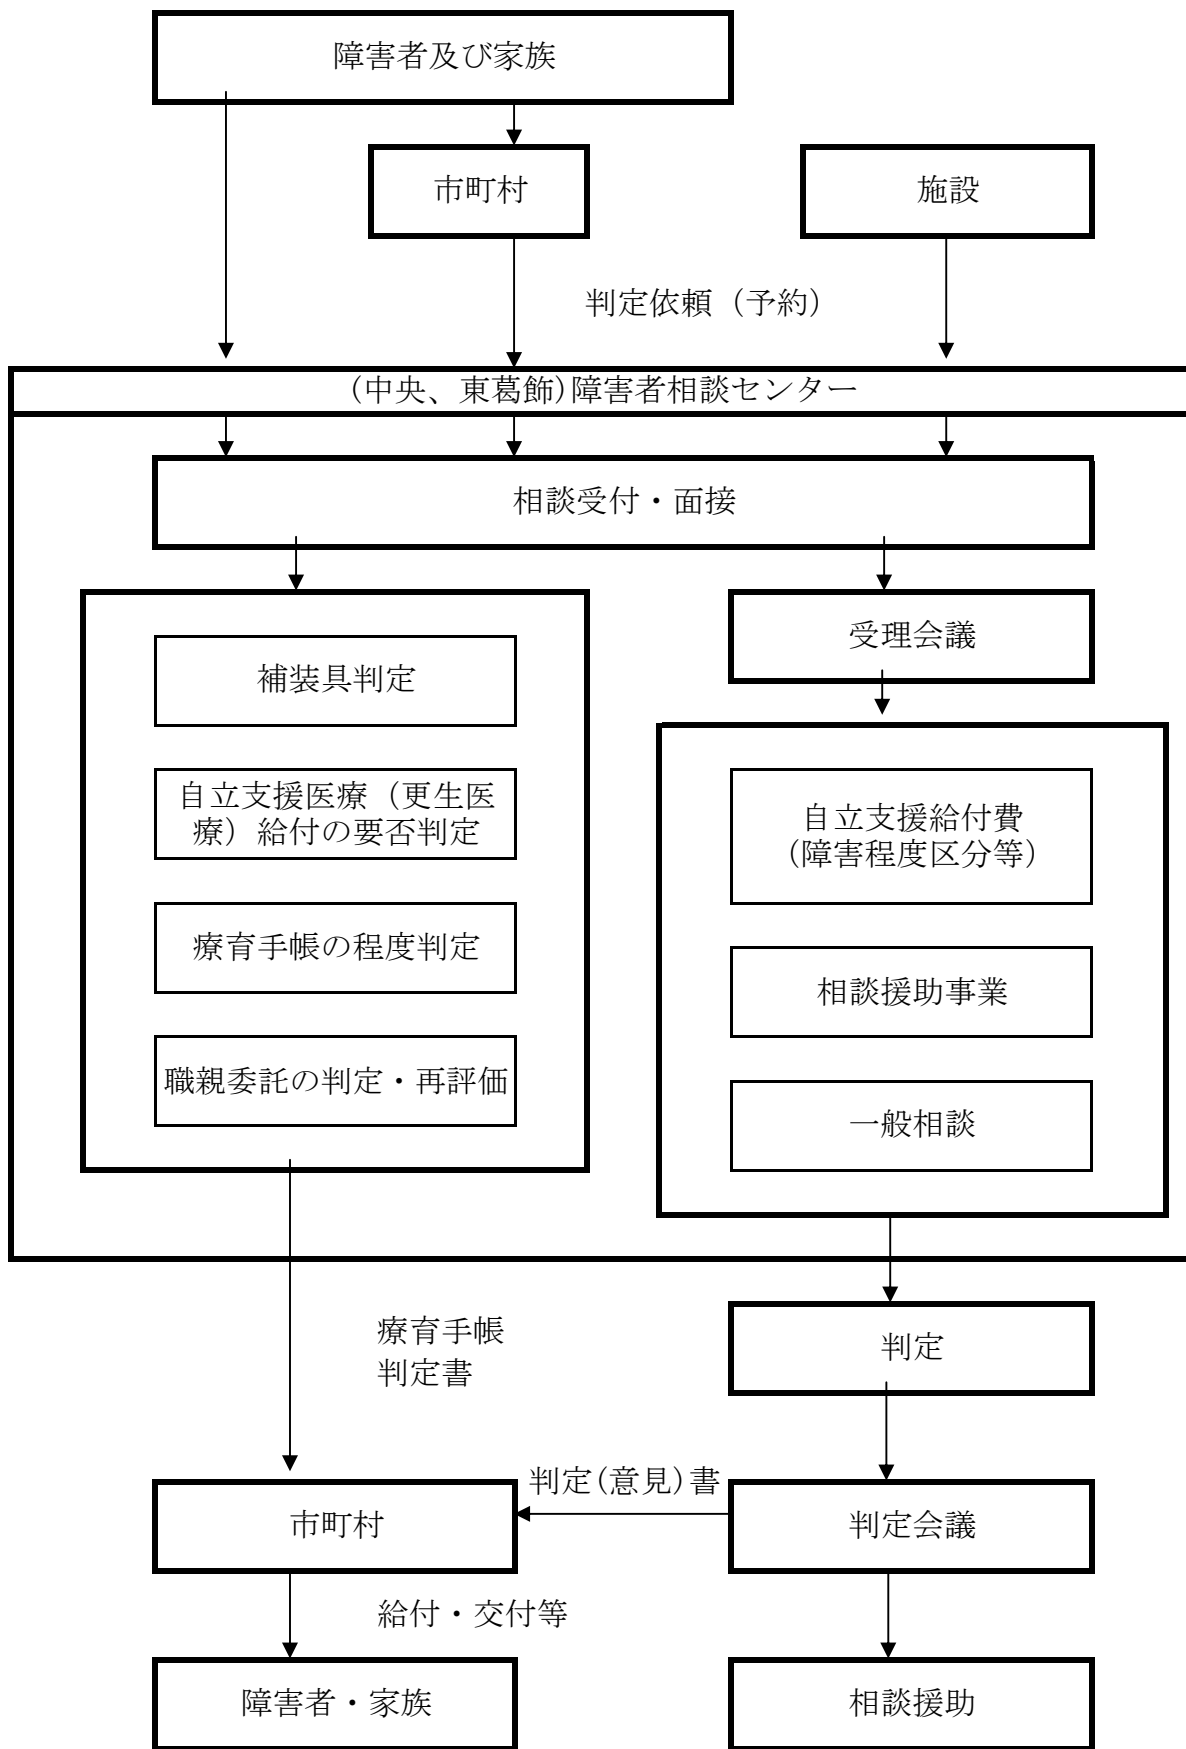 障害者及び家族
市町村
施設
判定依頼（予約）
(中央、東葛飾)障害者相談センター
相談受付・面接
補装具判定
自立支援医療（更生医
療）給付の要否判定
療育手帳の程度判定
職親委託の判定・再評価
受理会議
自立支援給付費
（障害程度区分等）
相談援助事業
一般相談
療育手帳
判定書
判定
判定(意見)書
市町村
判定会議
給付・交付等
障害者・家族
相談援助